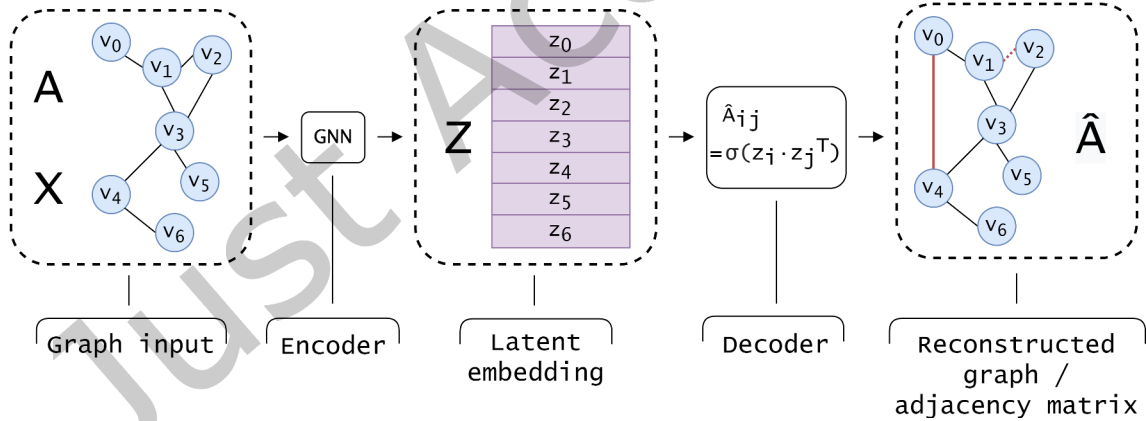 A
X
v0
v1
v2
v3
v4
v5
v6
GNN
Z
z0
z1
z2
z3
z4
z5
z6
Âij
=σ(zi·zjT)
v0
v1
v2
v3
v4
v5
v6
Â
Graph input
Encoder
Latent
embedding
Decoder
Reconstructed
graph /
adjacency matrix
Just Acc